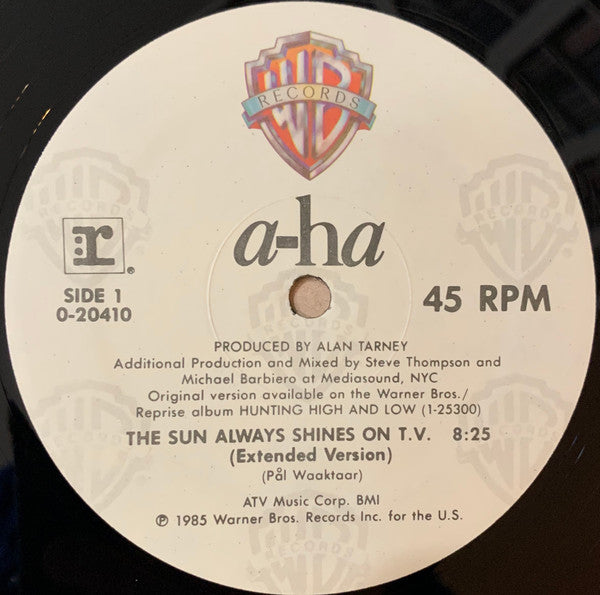 WB
RECORDS
a-ha
r®
SIDE 1
0-20410
45 RPM
PRODUCED BY ALAN TARNEY
Additional Production and Mixed by Steve Thompson and
Michael Barbiero at Mediasound, NYC
Original version available on the Warner Bros./
Reprise album HUNTING HIGH AND LOW (1-25300)
THE SUN ALWAYS SHINES ON T.V. 8:25
(Extended Version)
(Pål Waaktaar)
ATV Music Corp. BMI
℗ 1985 Warner Bros. Records Inc. for the U.S.